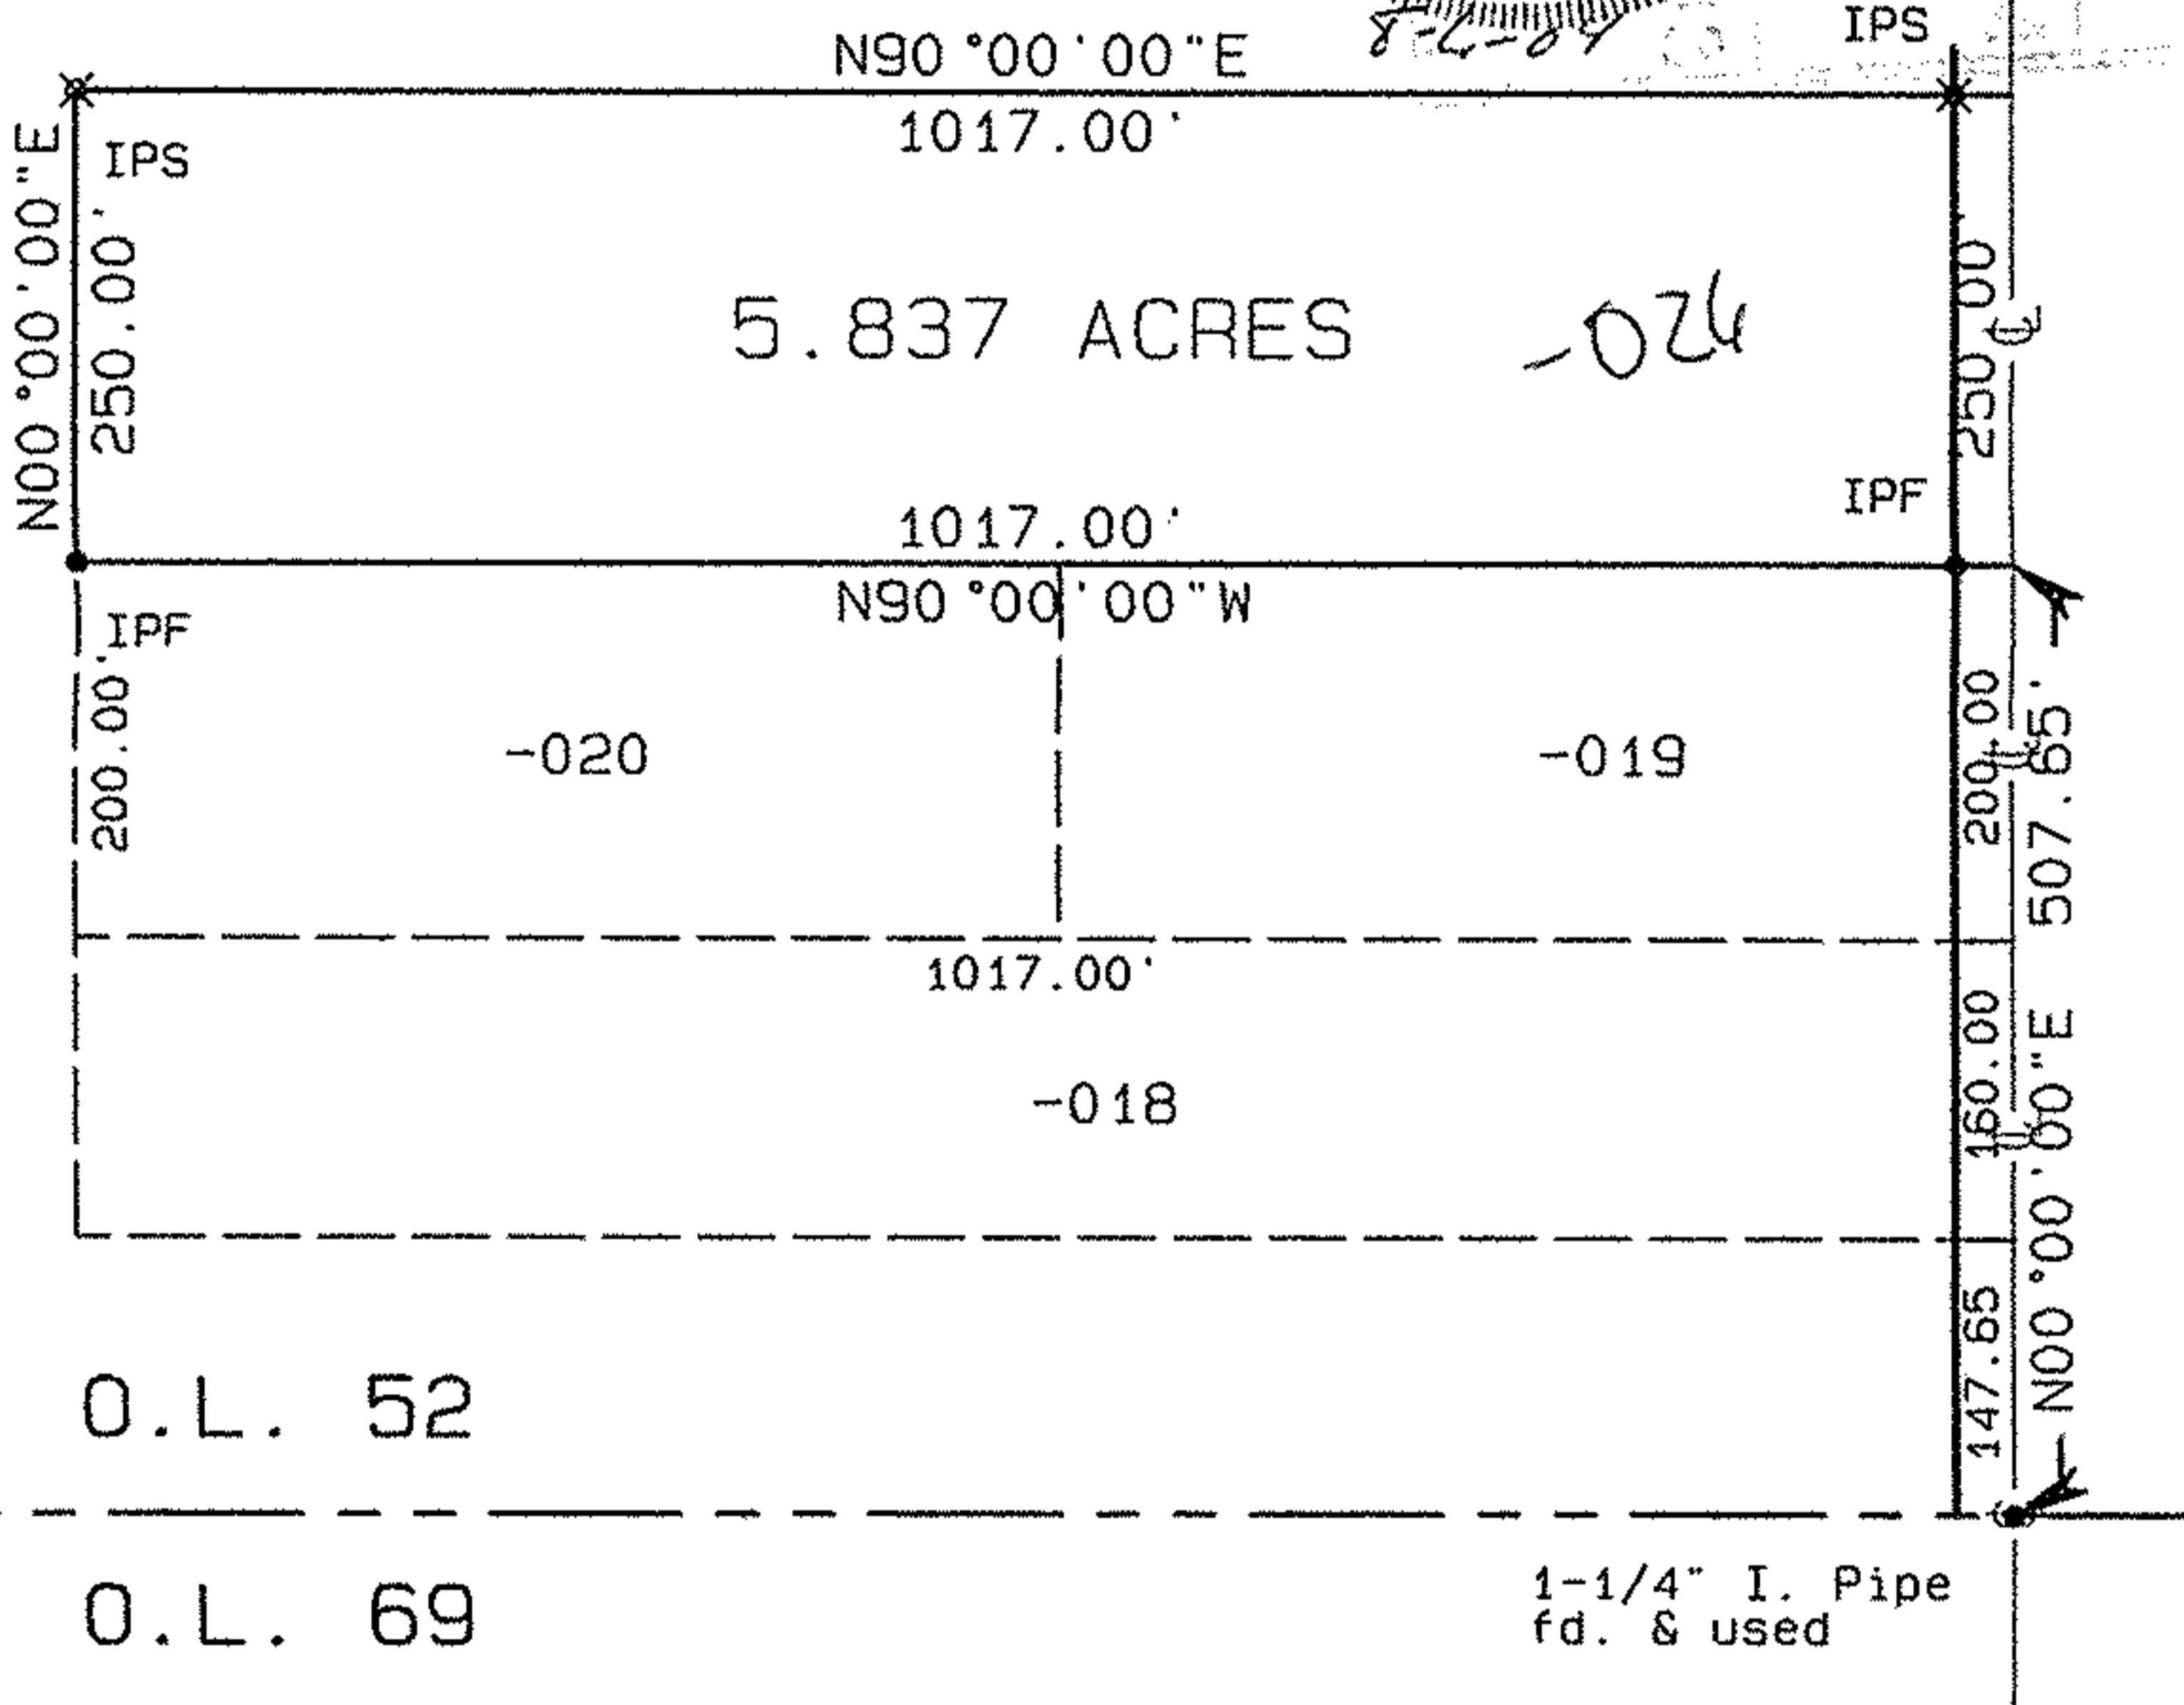 IPS
N90°00'00"E
1017.00'
IPS
N00°00'00"E
250.00'
5.837 ACRES
-024
250.00'
IPF
1017.00'
N90°00'00"W
IPF
200.00'
-020
-019
200.00
507.65'
1017.00'
-018
160.00
N00°00'00"E
147.65
O.L. 52
O.L. 69
1-1/4" I. Pipe
fd. & used